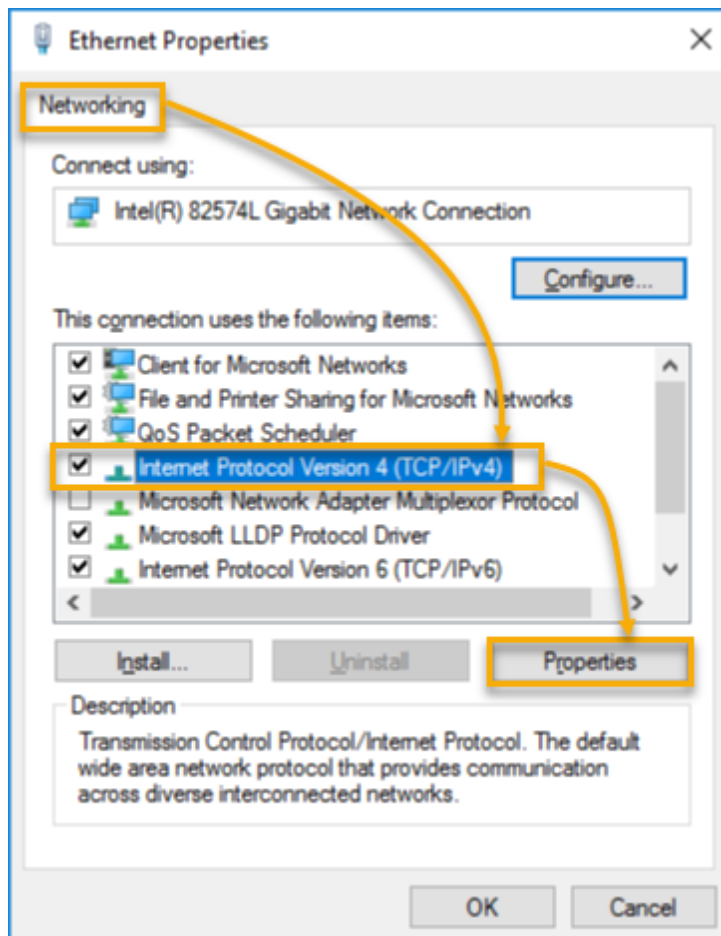 Ethernet Properties
Networking
Connect using:
Intel(R) 82574L Gigabit Network Connection
Configure...
This connection uses the following items:
Client for Microsoft Networks
File and Printer Sharing for Microsoft Networks
QoS Packet Scheduler
Internet Protocol Version 4 (TCP/IPv4)
Microsoft Network Adapter Multiplexor Protocol
Microsoft LLDP Protocol Driver
Internet Protocol Version 6 (TCP/IPv6)
Install... Uninstall Properties
Description
Transmission Control Protocol/Internet Protocol. The default
wide area network protocol that provides communication
across diverse interconnected networks.
OK Cancel